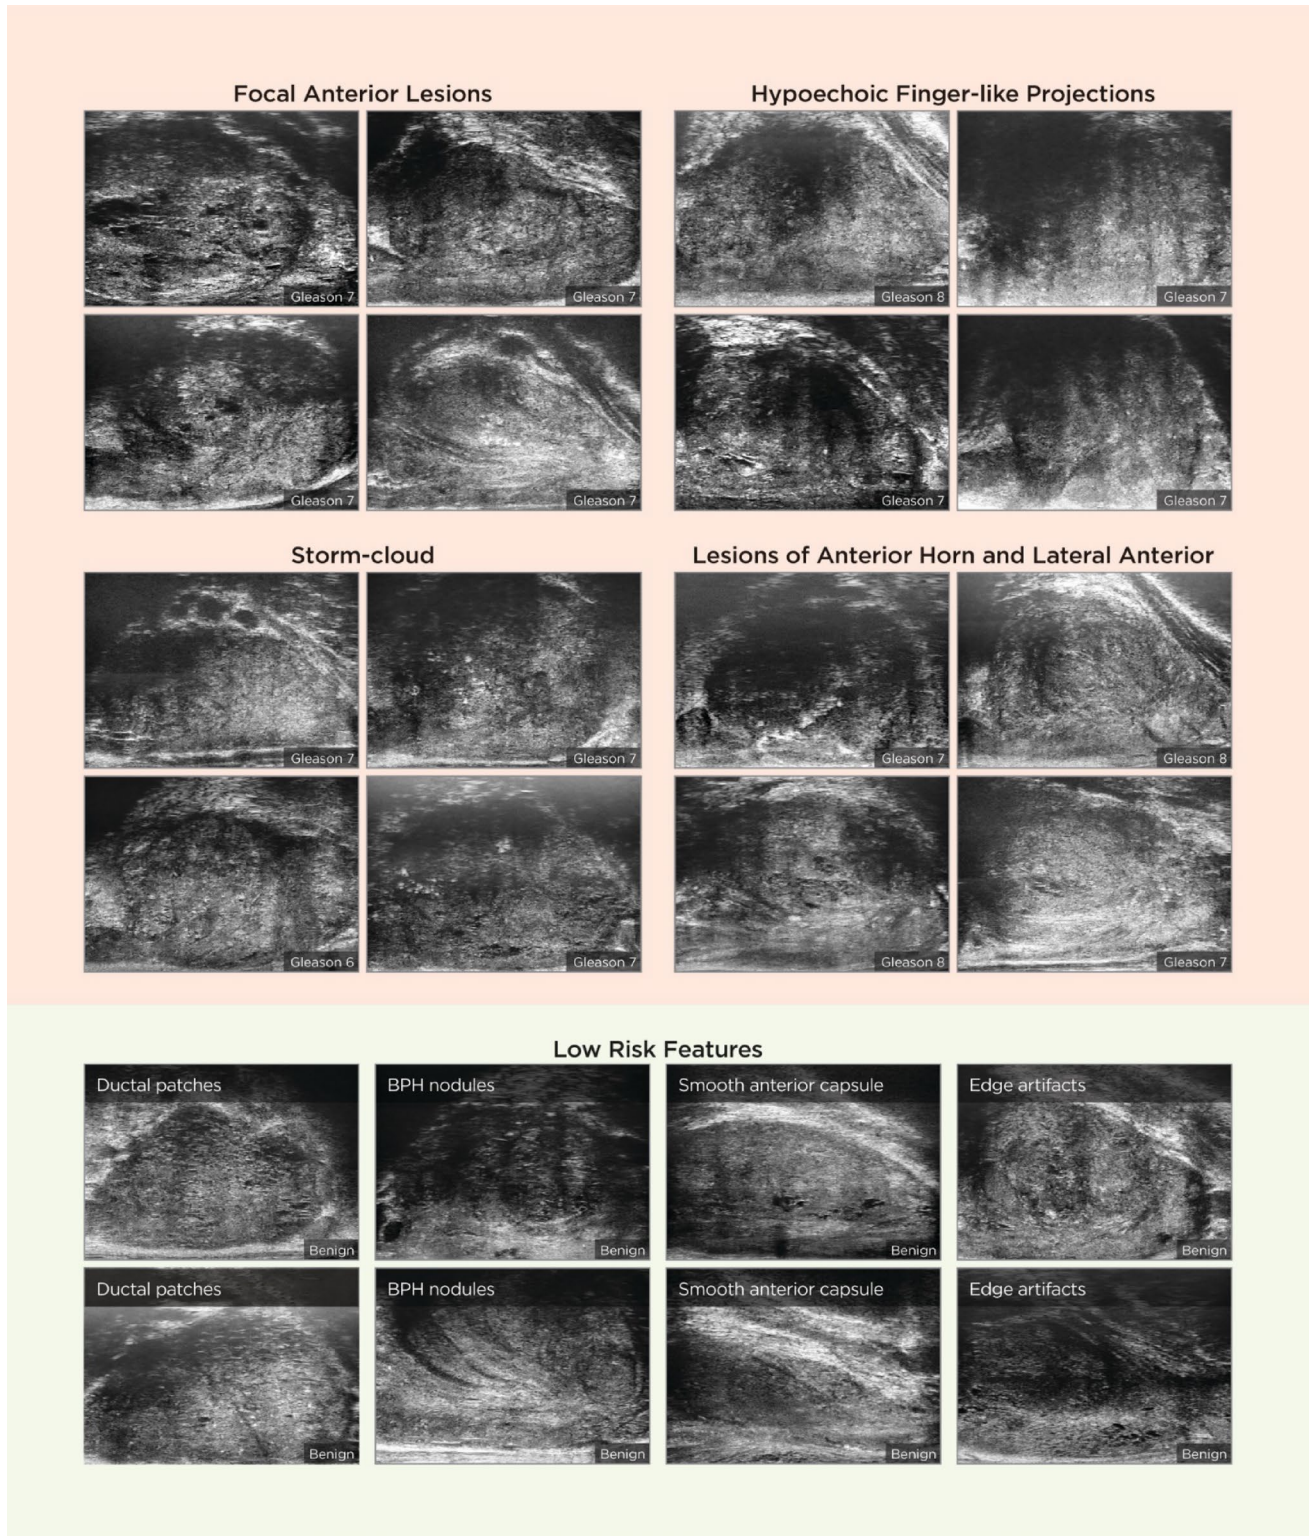 Focal Anterior Lesions
Gleason 7
Gleason 7
Gleason 7
Gleason 7
Hypoechoic Finger-like Projections
Gleason 8
Gleason 7
Gleason 7
Gleason 7
Storm-cloud
Gleason 7
Gleason 7
Gleason 6
Gleason 7
Lesions of Anterior Horn and Lateral Anterior
Gleason 7
Gleason 8
Gleason 8
Gleason 7
Low Risk Features
Ductal patches
Benign
BPH nodules
Benign
Smooth anterior capsule
Benign
Edge artifacts
Benign
Ductal patches
Benign
BPH nodules
Benign
Smooth anterior capsule
Benign
Edge artifacts
Benign